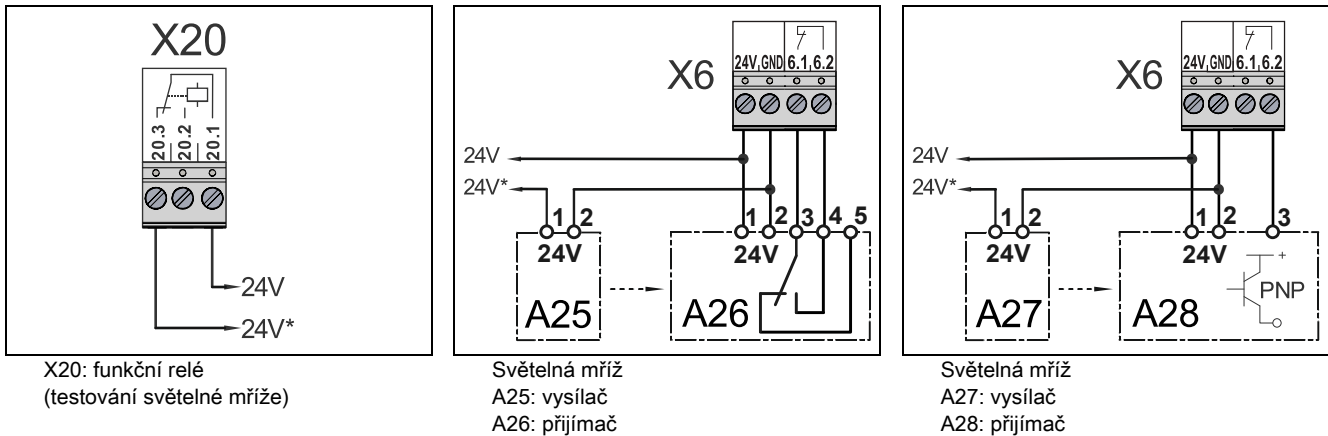 X20
20.3
20.2
20.1
24V
24V*
X20: funkční relé
(testování světelné mříže)
X6
24V, GND 6.1, 6.2
24V
24V*
1 2
24V
A25
1 2 3 4 5
24V
A26
Světelná mříž
A25: vysílač
A26: přijímač
X6
24V, GND 6.1, 6.2
24V
24V*
1 2
24V
A27
1 2 3
24V
A28
+
PNP
Světelná mříž
A27: vysílač
A28: přijímač